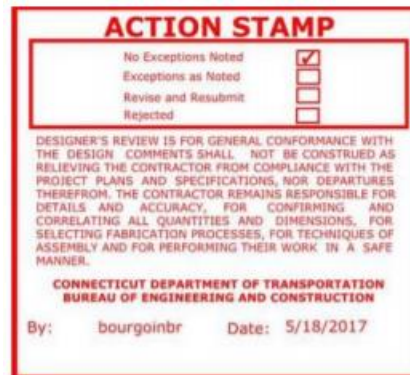 ACTION STAMP
No Exceptions Noted
Exceptions as Noted
Revise and Resubmit
Rejected
DESIGNER'S REVIEW IS FOR GENERAL CONFORMANCE WITH
THE DESIGN COMMENTS SHALL NOT BE CONSTRUED AS
RELIEVING THE CONTRACTOR FROM COMPLIANCE WITH THE
PROJECT PLANS AND SPECIFICATIONS, NOR DEPARTURES
THEREFROM. THE CONTRACTOR REMAINS RESPONSIBLE FOR
DETAILS AND ACCURACY, FOR CONFIRMING AND
CORRELATING ALL QUANTITIES AND DIMENSIONS, FOR
SELECTING FABRICATION PROCESSES, FOR TECHNIQUES OF
ASSEMBLY AND FOR PERFORMING THEIR WORK IN A SAFE
MANNER.
CONNECTICUT DEPARTMENT OF TRANSPORTATION
BUREAU OF ENGINEERING AND CONSTRUCTION
By: bourgoinbr Date: 5/18/2017